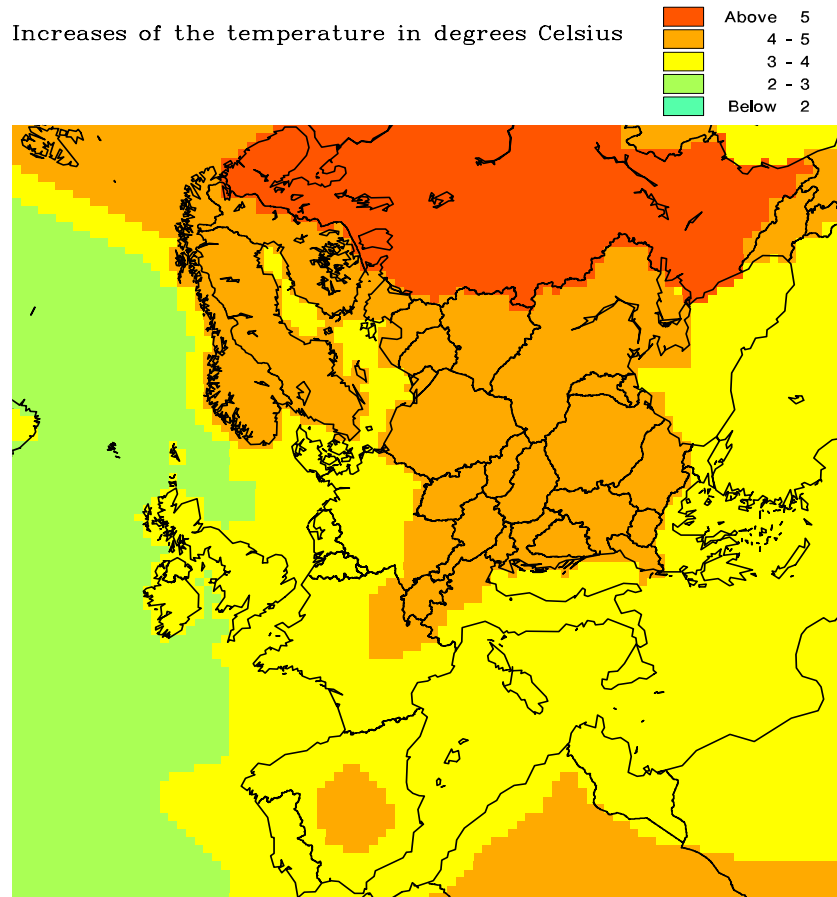 Increases of the temperature in degrees Celsius
Above 5
4 - 5
3 - 4
2 - 3
Below 2